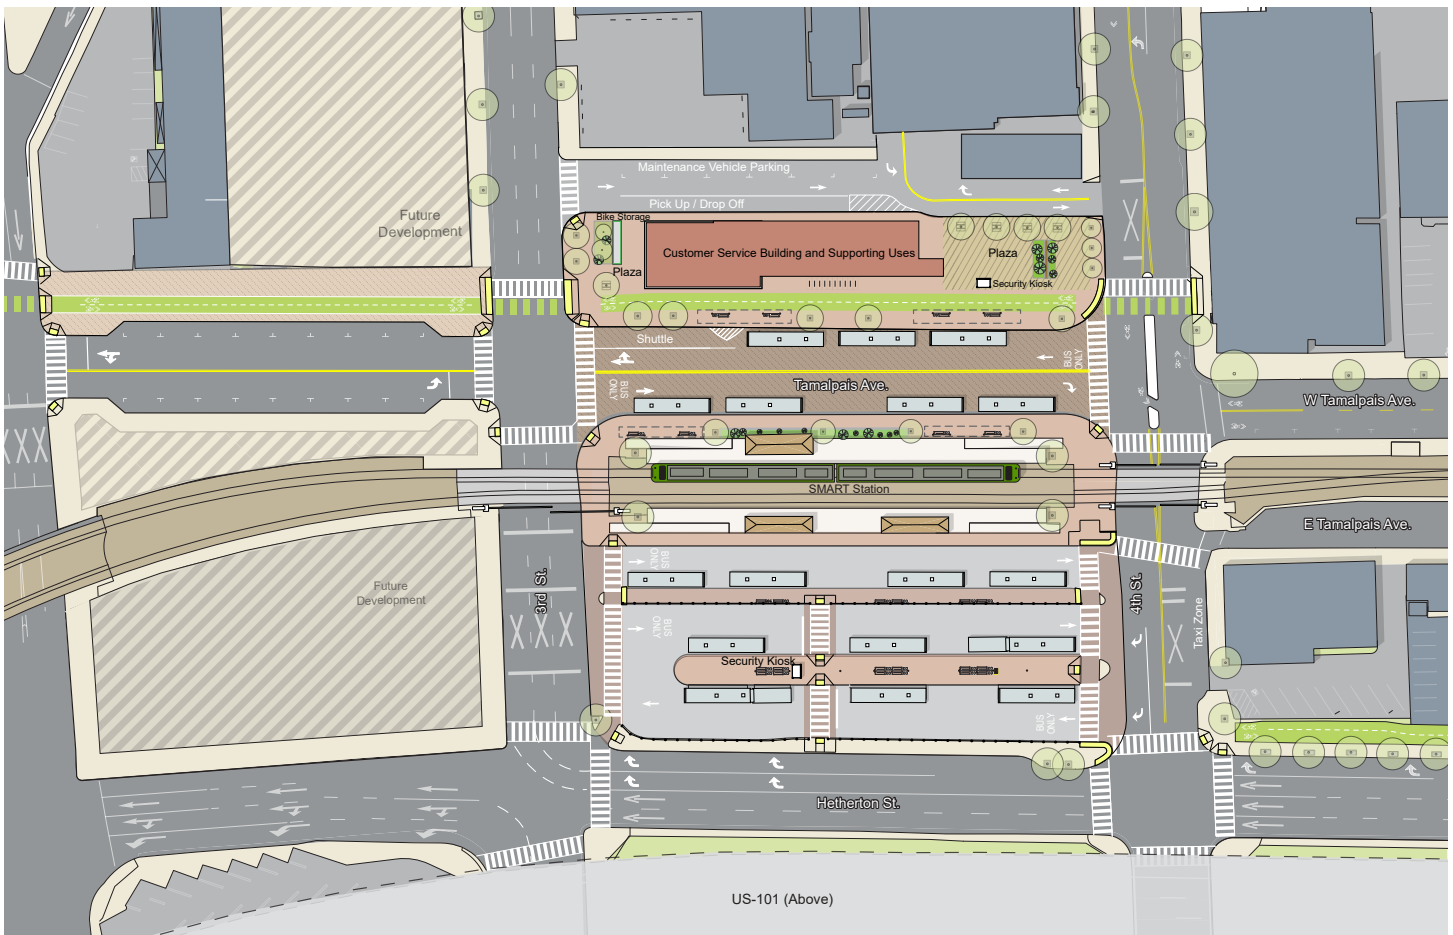 Maintenance Vehicle Parking
Pick Up / Drop Off
Bike Storage
Future
Development
Customer Service Building and Supporting Uses
Plaza
Plaza
Security Kiosk
Shuttle
BUS
ONLY
BUS
ONLY
Tamalpais Ave.
W Tamalpais Ave.
SMART Station
E Tamalpais Ave.
BUS
ONLY
Future
Development
3rd St.
4th St.
Taxi Zone
BUS
ONLY
Security Kiosk
BUS
ONLY
Hetherton St.
US-101 (Above)